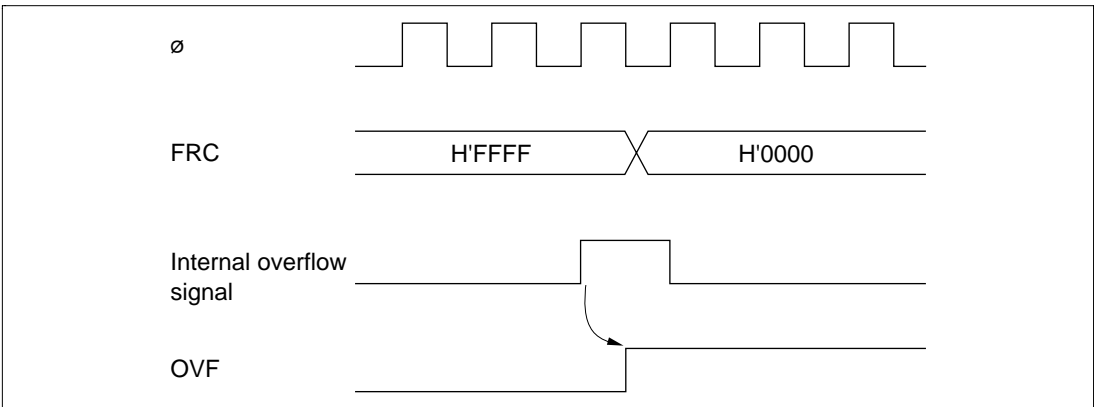 ø
FRC
H'FFFF
H'0000
Internal overflow
signal
OVF